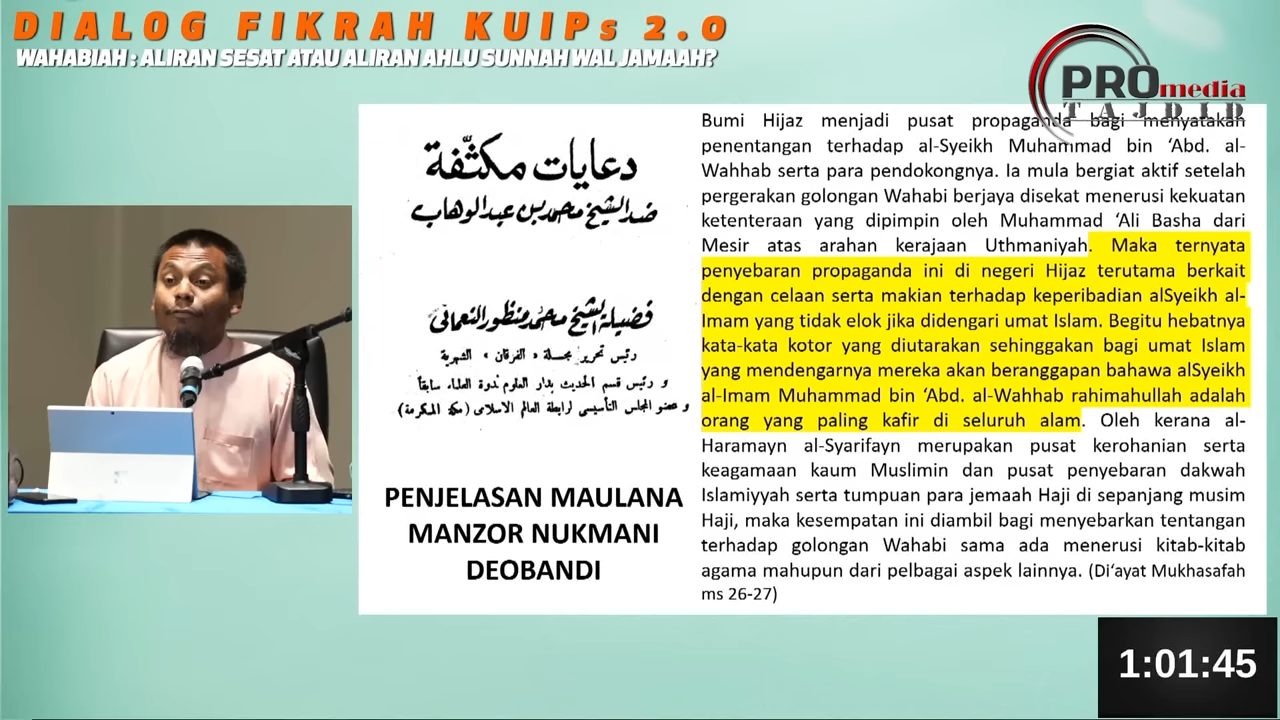 DIALOG FIKRAH KUIPs 2.0
WAHABIAH : ALIRAN SESAT ATAU ALIRAN AHLU SUNNAH WAL JAMAAH?
PROmedia
TAJDID
دعايات مكثّفة
ضد الشيخ محمد بن عبد الوهاب
فضيلة الشيخ محمد منظور النعماني
رئيس تحرير مجلة « الفرقان » الشهرية
و رئيس قسم الحديث بدار العلوم ندوة العلماء سابقاً
و عضو المجلس التأسيسي لرابطة العالم الاسلامي (مكة المكرمة)
PENJELASAN MAULANA
MANZOR NUKMANI
DEOBANDI
Bumi Hijaz menjadi pusat propaganda bagi menyatakan
penentangan terhadap al-Syeikh Muhammad bin ‘Abd. al-
Wahhab serta para pendokongnya. Ia mula bergiat aktif setelah
pergerakan golongan Wahabi berjaya disekat menerusi kekuatan
ketenteraan yang dipimpin oleh Muhammad ‘Ali Basha dari
Mesir atas arahan kerajaan Uthmaniyah. Maka ternyata
penyebaran propaganda ini di negeri Hijaz terutama berkait
dengan celaan serta makian terhadap keperibadian alSyeikh al-
Imam yang tidak elok jika didengari umat Islam. Begitu hebatnya
kata-kata kotor yang diutarakan sehinggakan bagi umat Islam
yang mendengarnya mereka akan beranggapan bahawa alSyeikh
al-Imam Muhammad bin ‘Abd. al-Wahhab rahimahullah adalah
orang yang paling kafir di seluruh alam. Oleh kerana al-
Haramayn al-Syarifayn merupakan pusat kerohanian serta
keagamaan kaum Muslimin dan pusat penyebaran dakwah
Islamiyyah serta tumpuan para jemaah Haji di sepanjang musim
Haji, maka kesempatan ini diambil bagi menyebarkan tentangan
terhadap golongan Wahabi sama ada menerusi kitab-kitab
agama mahupun dari pelbagai aspek lainnya. (Di‘ayat Mukhasafah
ms 26-27)
1:01:45